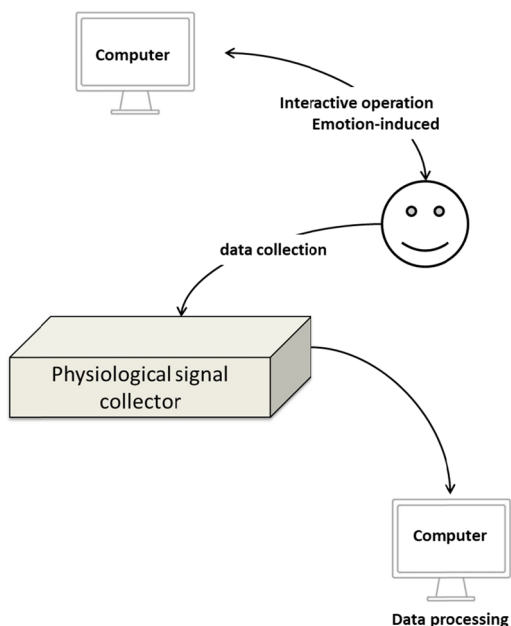 Computer
Interactive operation
Emotion-induced
data collection
Physiological signal
collector
Computer
Data processing